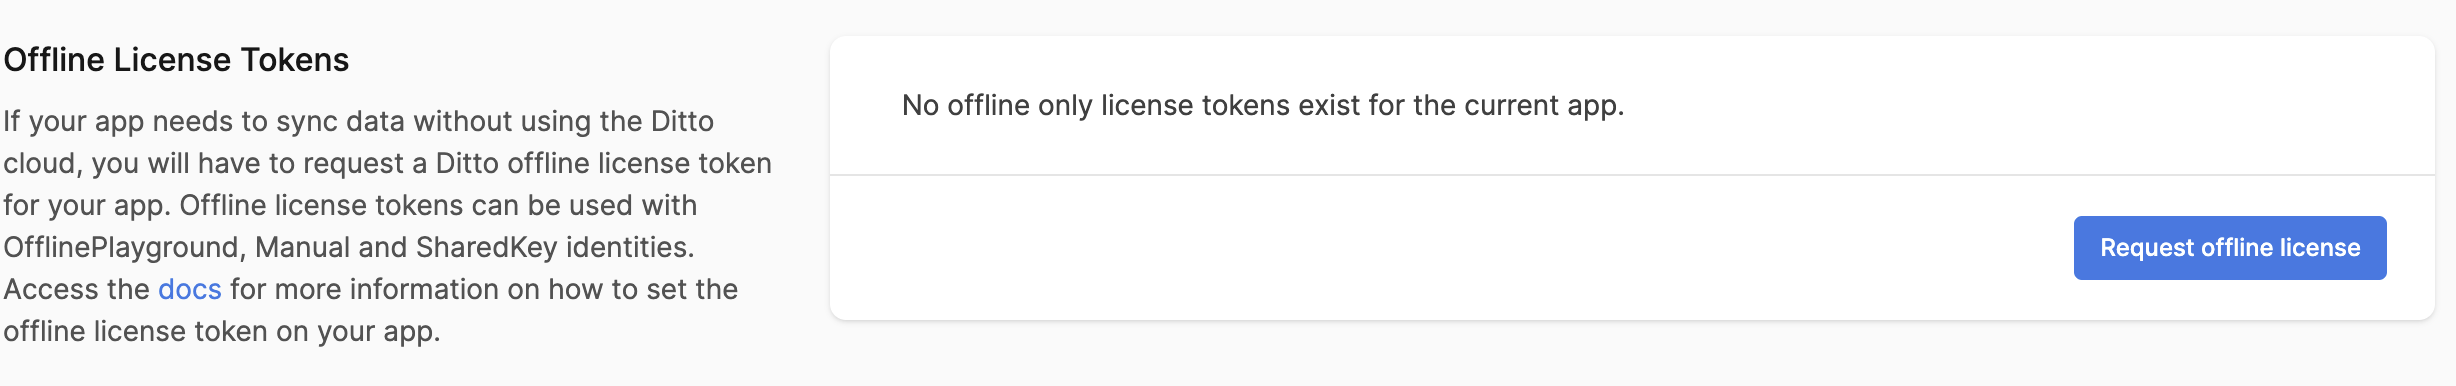 Offline License Tokens
If your app needs to sync data without using the Ditto
cloud, you will have to request a Ditto offline license token
for your app. Offline license tokens can be used with
OfflinePlayground, Manual and SharedKey identities.
Access the docs for more information on how to set the
offline license token on your app.
No offline only license tokens exist for the current app.
Request offline license